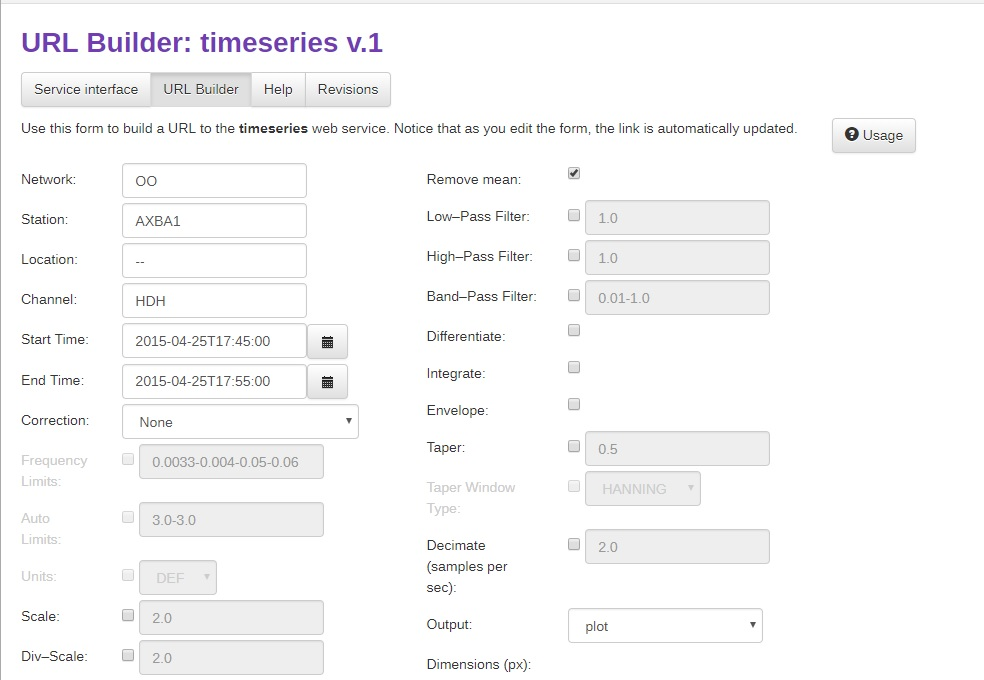 URL Builder: timeseries v.1
Service interface URL Builder Help Revisions
Use this form to build a URL to the timeseries web service. Notice that as you edit the form, the link is automatically updated.
Usage
Network: OO
Station: AXBA1
Location: --
Channel: HDH
Start Time: 2015-04-25T17:45:00
End Time: 2015-04-25T17:55:00
Correction: None
Frequency
Limits:
0.0033-0.004-0.05-0.06
Auto
Limits:
3.0-3.0
Units: DEF
Scale: 2.0
Div–Scale: 2.0
Remove mean:
Low–Pass Filter: 1.0
High–Pass Filter: 1.0
Band–Pass Filter: 0.01-1.0
Differentiate:
Integrate:
Envelope:
Taper: 0.5
Taper Window
Type:
HANNING
Decimate
(samples per
sec):
2.0
Output: plot
Dimensions (px):